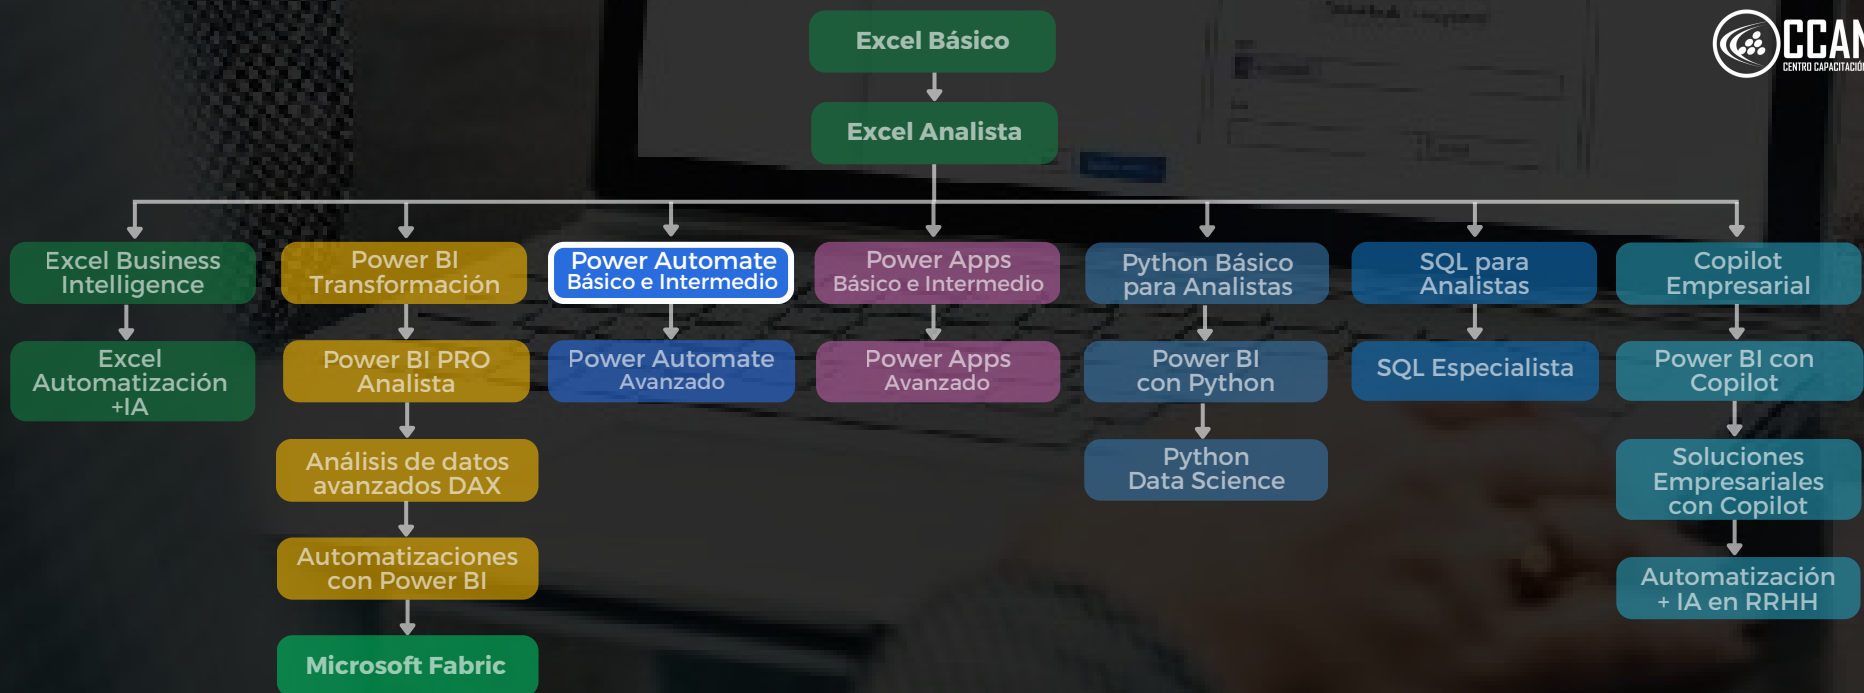 Excel Básico
CCAN
CENTRO CAPACITACIÓN
Excel Analista
Excel Business
Intelligence
Power BI
Transformación
Power Automate
Básico e Intermedio
Power Apps
Básico e Intermedio
Python Básico
para Analistas
SQL para
Analistas
Copilot
Empresarial
Excel
Automatización
+IA
Power BI PRO
Analista
Power Automate
Avanzado
Power Apps
Avanzado
Power BI
con Python
SQL Especialista
Power BI con
Copilot
Análisis de datos
avanzados DAX
Python
Data Science
Soluciones
Empresariales
con Copilot
Automatizaciones
con Power BI
Automatización
+ IA en RRHH
Microsoft Fabric